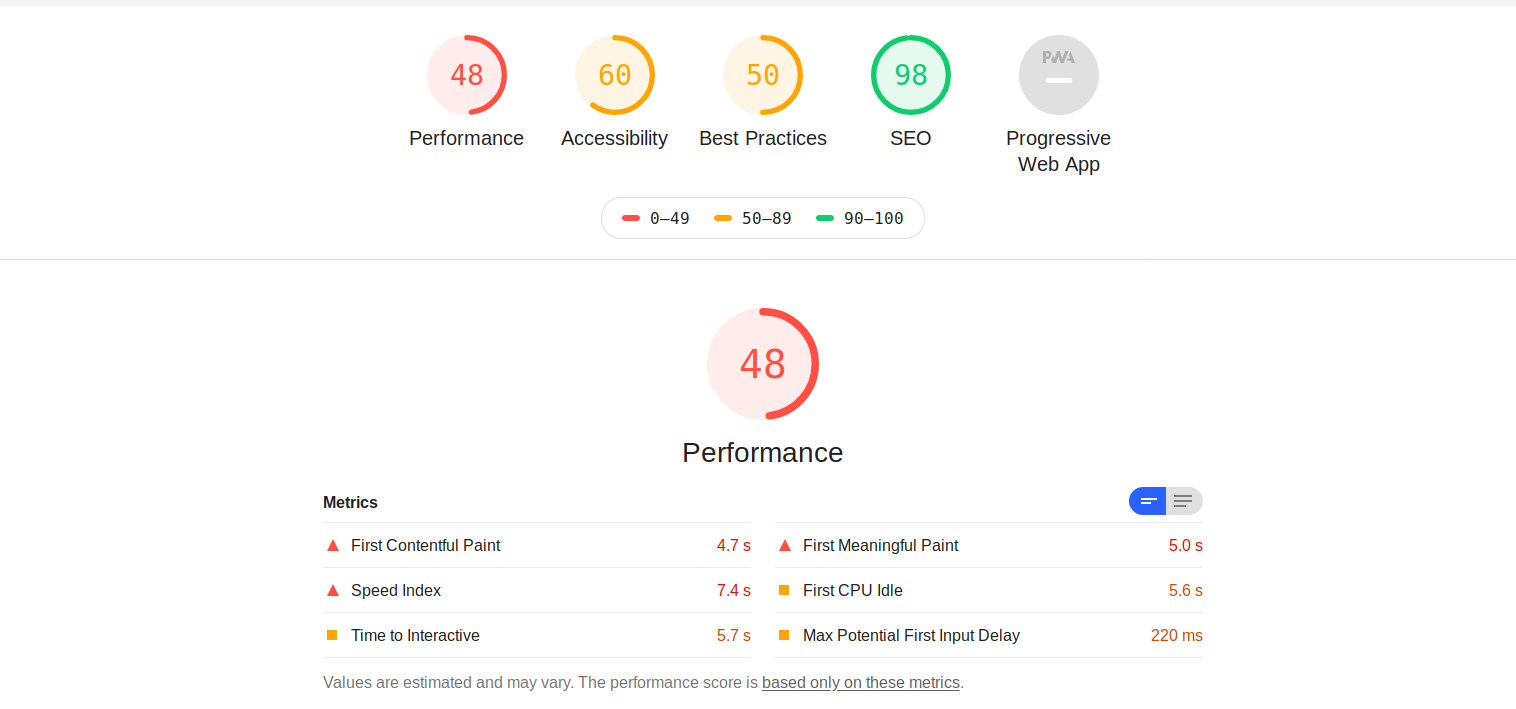 48 60 50 98 PWA
Performance Accessibility Best Practices SEO Progressive
Web App
0–49 50–89 90–100
48
Performance
Metrics
First Contentful Paint 4.7 s First Meaningful Paint 5.0 s
Speed Index 7.4 s First CPU Idle 5.6 s
Time to Interactive 5.7 s Max Potential First Input Delay 220 ms
Values are estimated and may vary. The performance score is based only on these metrics.